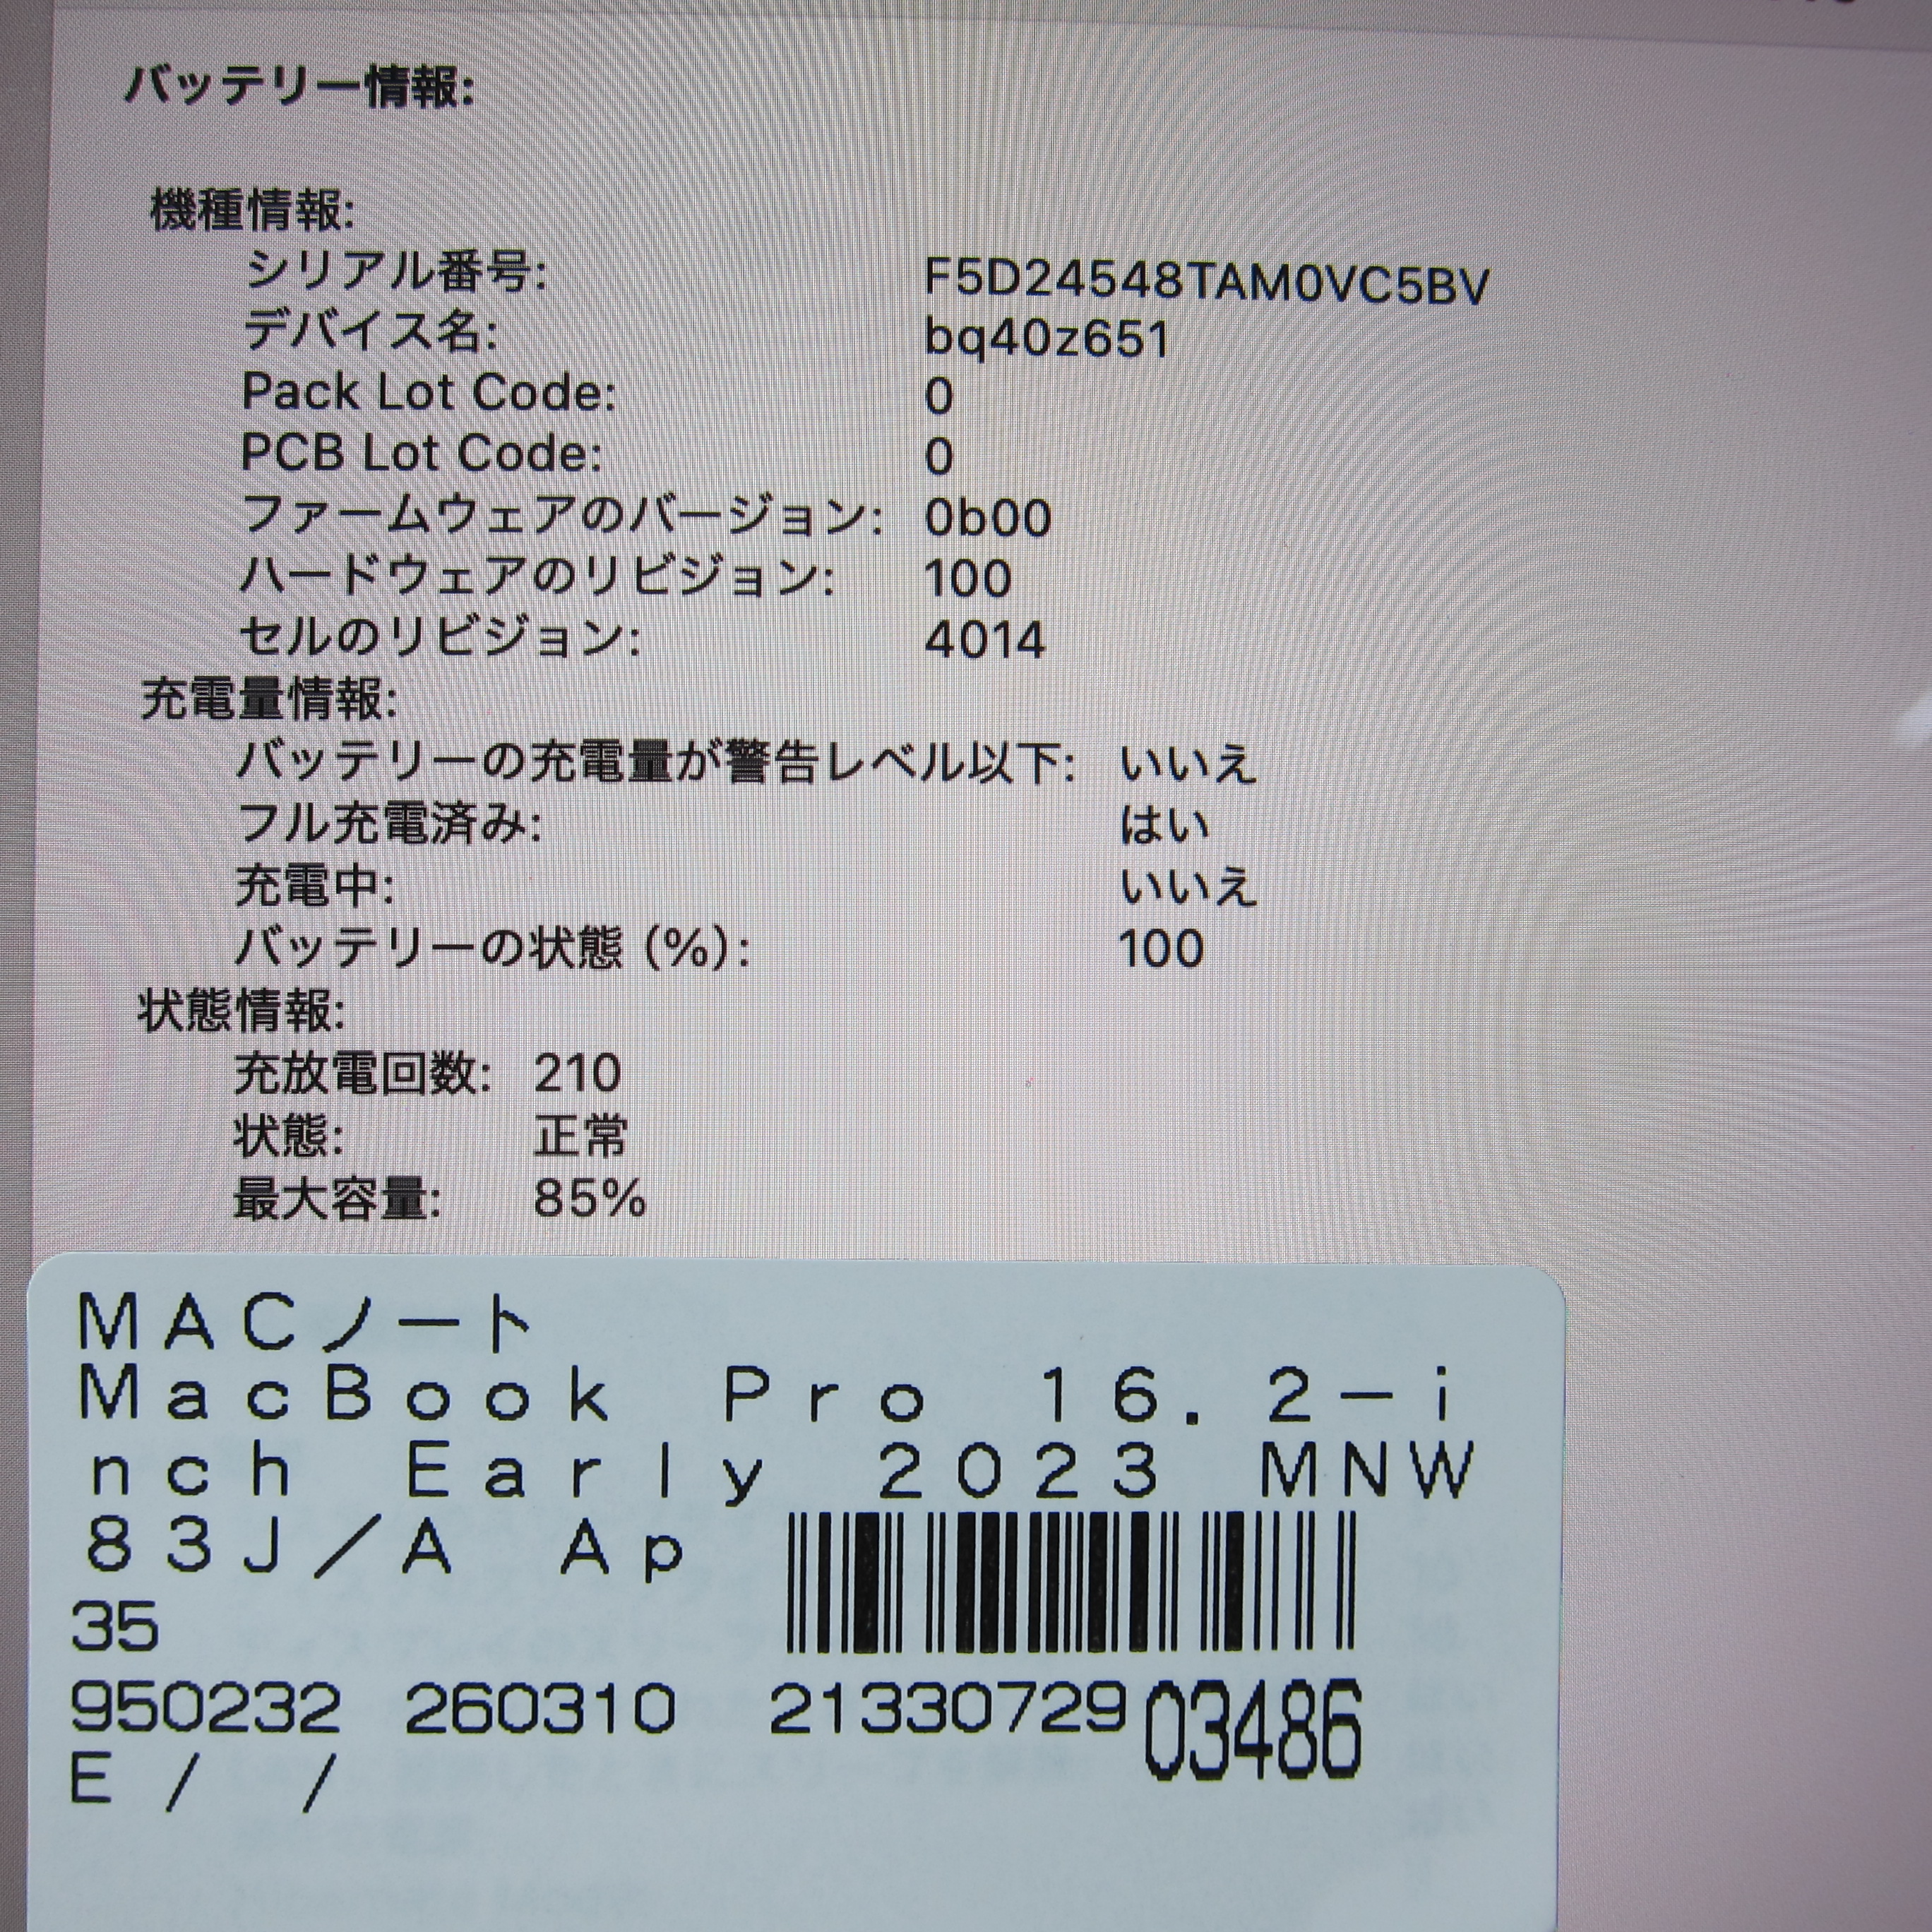 バッテリー情報:
機種情報:
シリアル番号: F5D24548TAM0VC5BV
デバイス名: bq40z651
Pack Lot Code: 0
PCB Lot Code: 0
ファームウェアのバージョン: 0b00
ハードウェアのリビジョン: 100
セルのリビジョン: 4014
充電量情報:
バッテリーの充電量が警告レベル以下: いいえ
フル充電済み: はい
充電中: いいえ
バッテリーの状態 (%): 100
状態情報:
充放電回数: 210
状態: 正常
最大容量: 85%
MACノート
MacBook Pro 16.2-i
nch Early 2023 MNW
83J/A Ap
35
950232 260310 2133072903486
E / /